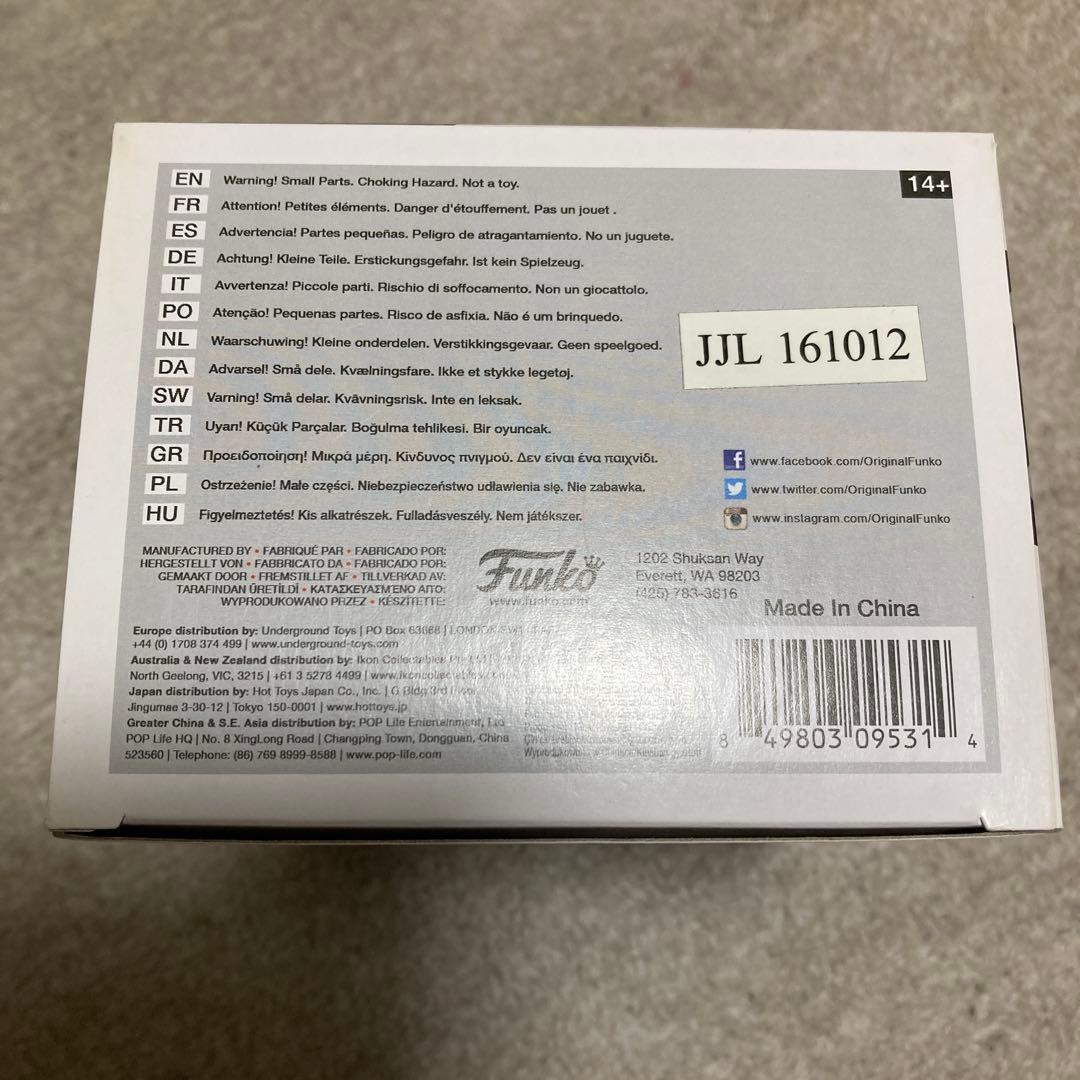 EN Warning! Small Parts. Choking Hazard. Not a toy.
14+
FR Attention! Petites éléments. Danger d'étouffement. Pas un jouet .
ES Advertencia! Partes pequeñas. Peligro de atragantamiento. No un juguete.
DE Achtung! Kleine Teile. Erstickungsgefahr. Ist kein Spielzeug.
IT Avvertenza! Piccole parti. Rischio di soffocamento. Non un giocattolo.
PO Atenção! Pequenas partes. Risco de asfixia. Não é um brinquedo.
NL Waarschuwing! Kleine onderdelen. Verstikkingsgevaar. Geen speelgoed.
JJL 161012
DA Advarsel! Små dele. Kvælningsfare. Ikke et stykke legetøj.
SW Varning! Små delar. Kvävningsrisk. Inte en leksak.
TR Uyan! Küçük Parçalar. Boğulma tehlikesi. Bir oyuncak.
GR Προειδοποίηση! Μικρά μέρη. Κίνδυνος πνιγμού. Δεν είναι ένα παιχνίδι.
PL Ostrzeżenie! Małe części. Niebezpieczeństwo udławienia się. Nie zabawka.
HU Figyelmeztetés! Kis alkatrészek. Fulladásveszély. Nem játékszer.
www.facebook.com/OriginalFunko
www.twitter.com/OriginalFunko
www.instagram.com/OriginalFunko
MANUFACTURED BY • FABRIQUÉ PAR • FABRICADO POR:
HERGESTELLT VON • FABBRICATO DA • FABRICADO POR:
GEMAAKT DOOR • FREMSTILLET AF • TILLVERKAD AV:
TARAFINDAN ÜRETİLDİ • ΚΑΤΑΣΚΕΥΑΣΜΈΝΟ ΑΠΌ:
WYPRODUKOWANO PRZEZ • KÉSZÍTETTE:
Funko
www.funko.com
1202 Shuksan Way
Everett, WA 98203
(425) 783-3616
Made In China
Europe distribution by: Underground Toys | PO Box 63668 | LONDON
+44 (0) 1708 374 499 | www.underground-toys.com
Australia & New Zealand distribution by: Ikon Collectables
North Geelong, VIC, 3215 | +61 3 5278 4499 | www.ikoncollectables.com
Japan distribution by: Hot Toys Japan Co., Inc. | G Bldg 3rd Floor
Jingumae 3-30-12 | Tokyo 150-0001 | www.hottoys.jp
Greater China & S.E. Asia distribution by: POP Life Entertainment, Ltd
POP Life HQ | No. 8 XingLong Road | Changping Town, Dongguan, China
523560 | Telephone: (86) 769 8999-8588 | www.pop-life.com
8 49803 09531 4